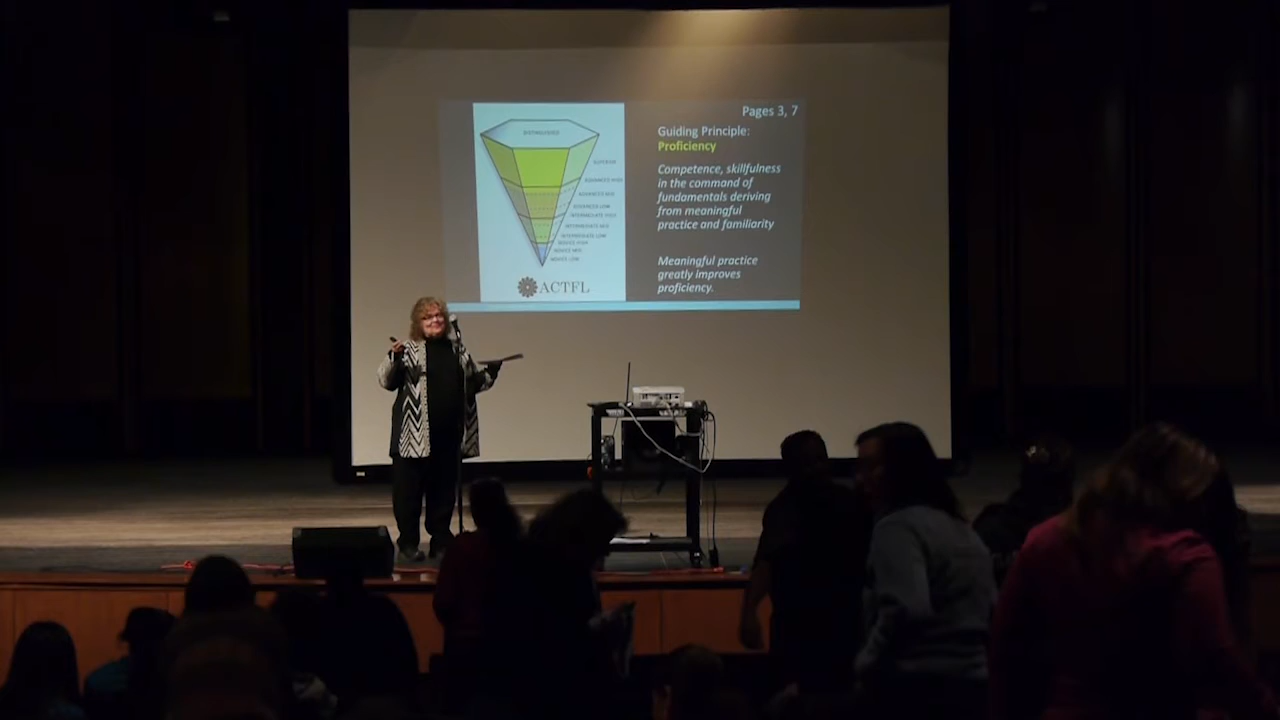 Pages 3, 7
Guiding Principle:
Proficiency
Competence, skillfulness
in the command of
fundamentals deriving
from meaningful
practice and familiarity
Meaningful practice
greatly improves
proficiency.
DISTINGUISHED
SUPERIOR
ADVANCED HIGH
ADVANCED MID
ADVANCED LOW
INTERMEDIATE HIGH
INTERMEDIATE MID
INTERMEDIATE LOW
NOVICE HIGH
NOVICE MID
NOVICE LOW
ACTFL